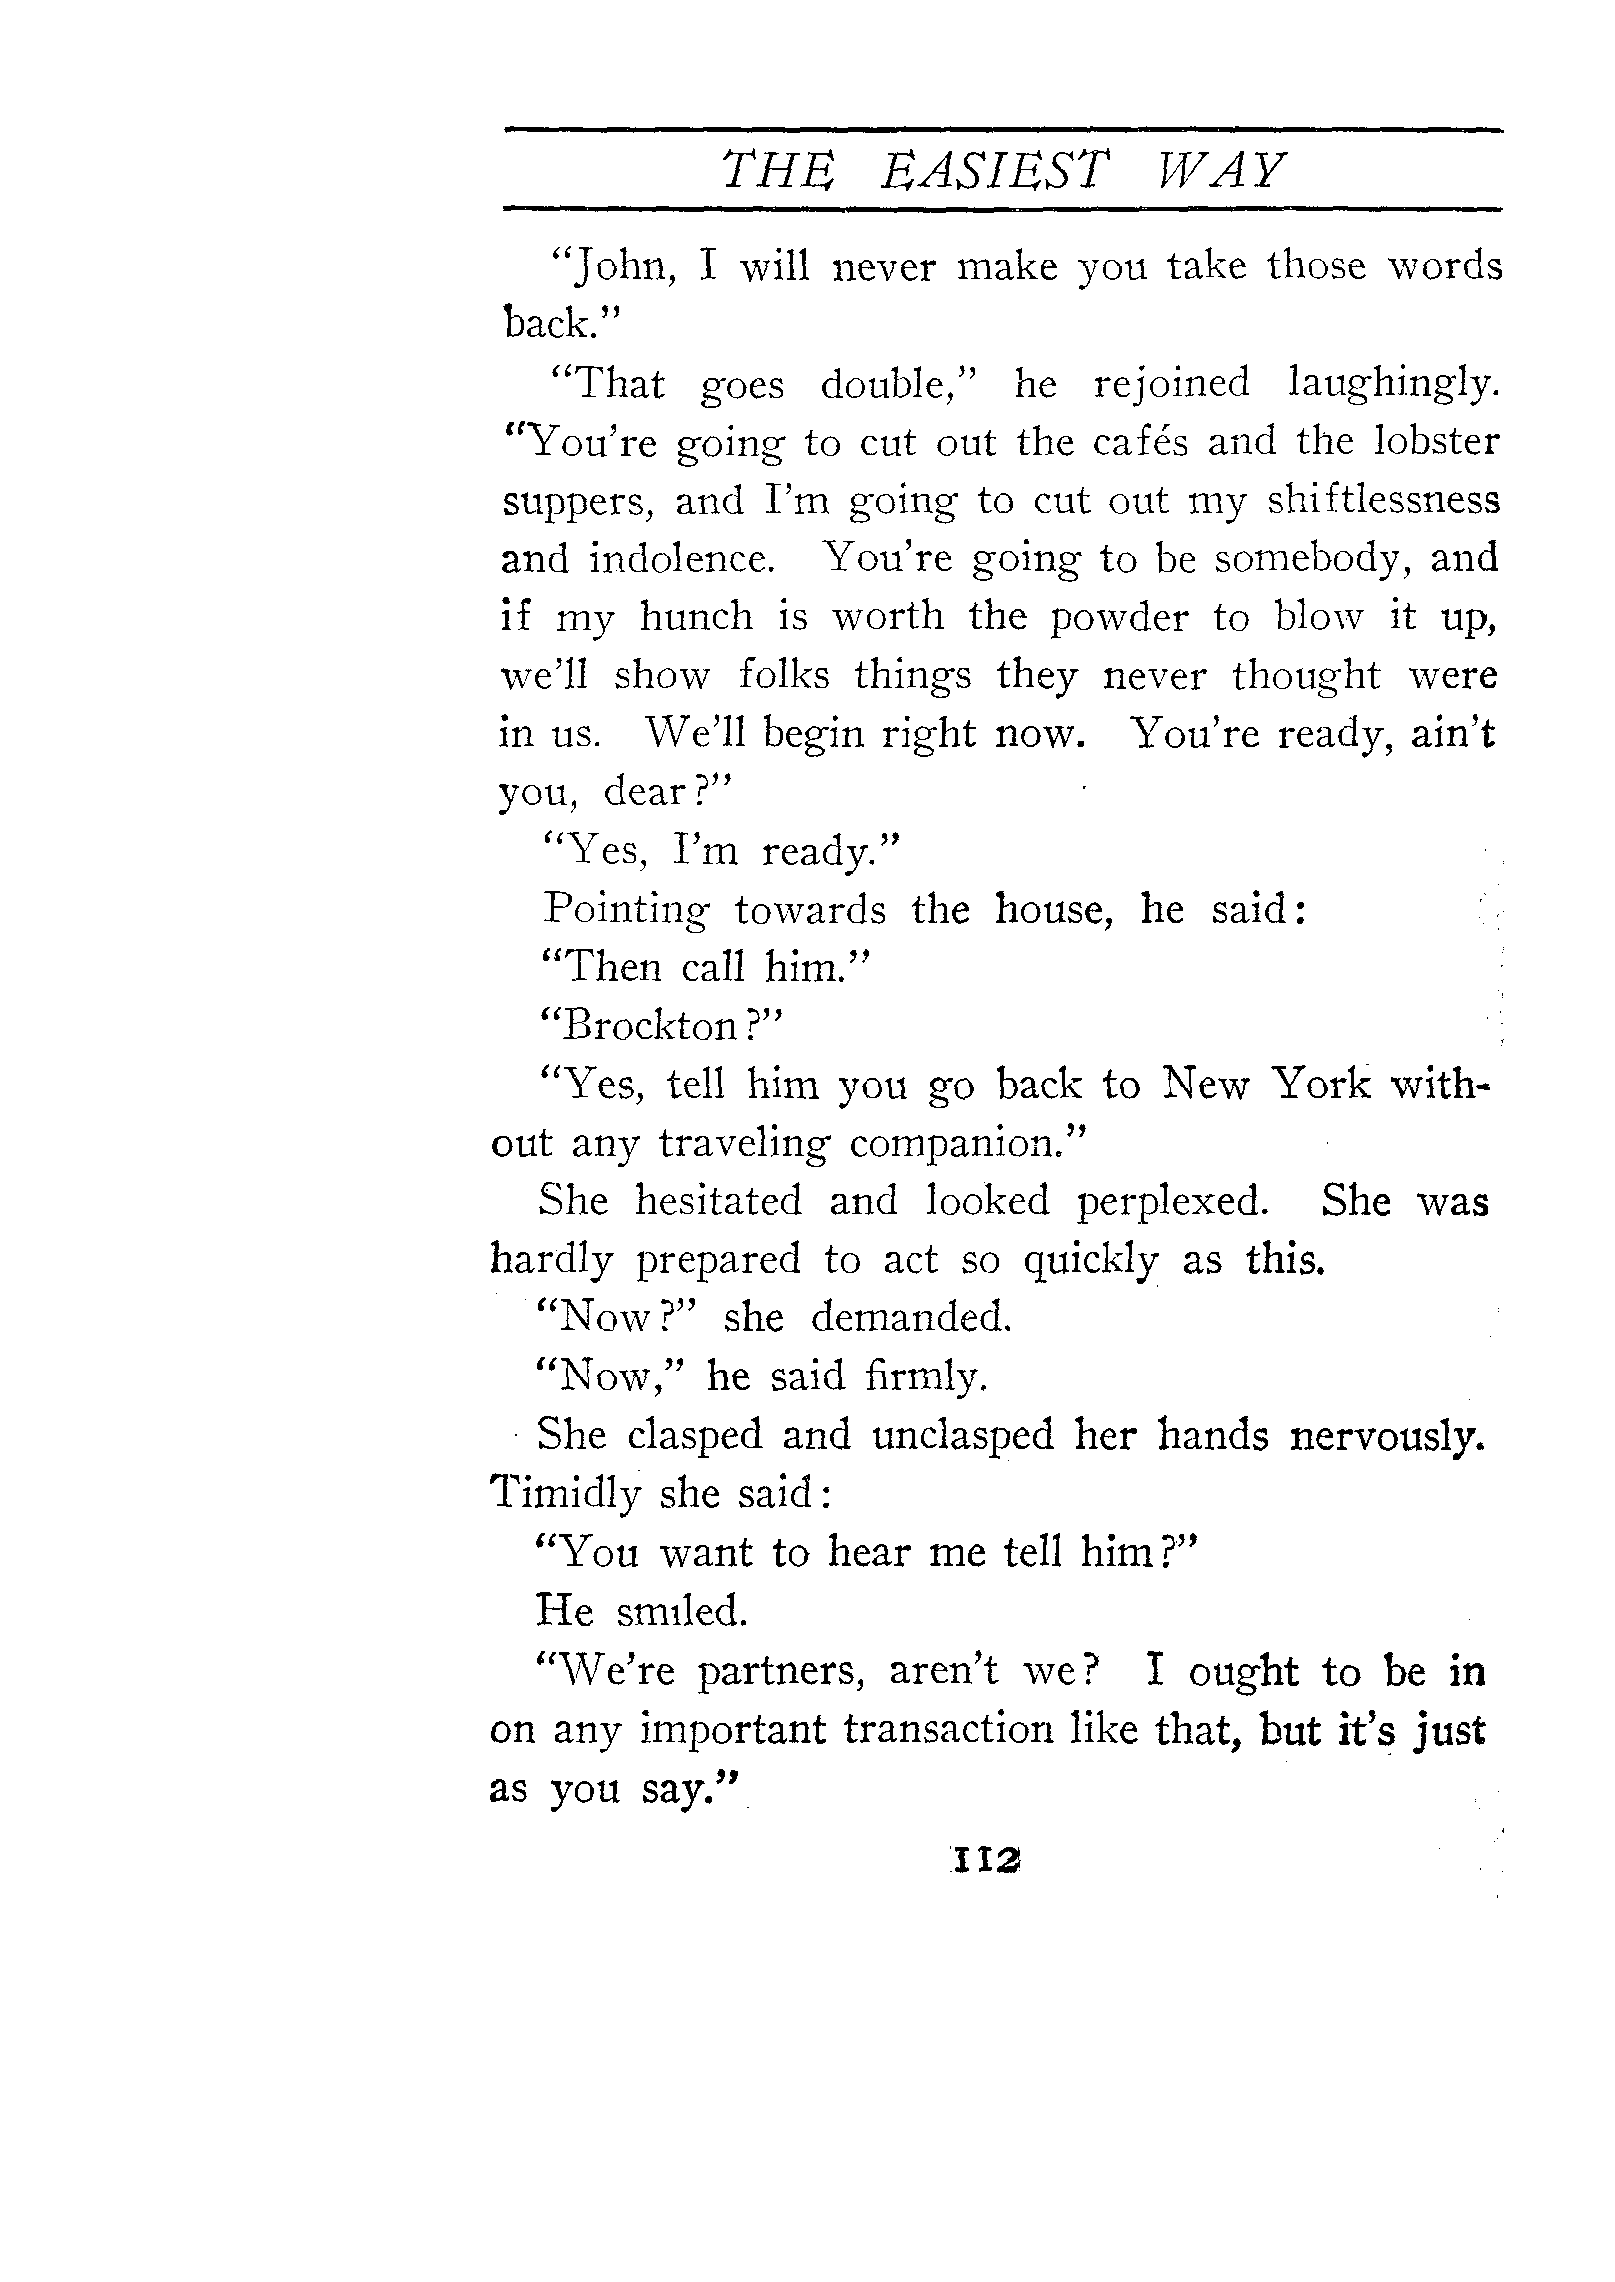 THE EASIEST WAY
"John, I will never make you take those words
back."
"That goes double," he rejoined laughingly.
"You're going to cut out the cafés and the lobster
suppers, and I'm going to cut out my shiftlessness
and indolence. You're going to be somebody, and
if my hunch is worth the powder to blow it up,
we'll show folks things they never thought were
in us. We'll begin right now. You're ready, ain't
you, dear?"
"Yes, I'm ready."
Pointing towards the house, he said:
"Then call him."
"Brockton?"
"Yes, tell him you go back to New York with-
out any traveling companion."
She hesitated and looked perplexed. She was
hardly prepared to act so quickly as this.
"Now?" she demanded.
"Now," he said firmly.
She clasped and unclasped her hands nervously.
Timidly she said:
"You want to hear me tell him?"
He smiled.
"We're partners, aren't we? I ought to be in
on any important transaction like that, but it's just
as you say."
112